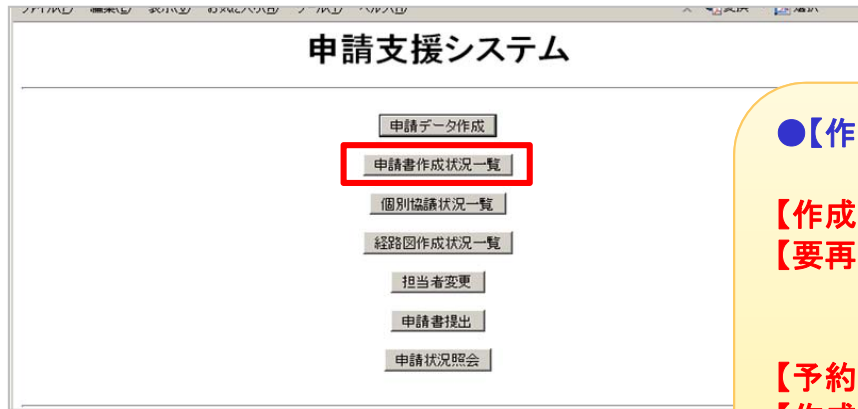 申請支援システム
申請データ作成
申請書作成状況一覧
個別協議状況一覧
経路図作成状況一覧
担当者変更
申請書提出
申請状況照会
●【作
【作成
【要再
【予約